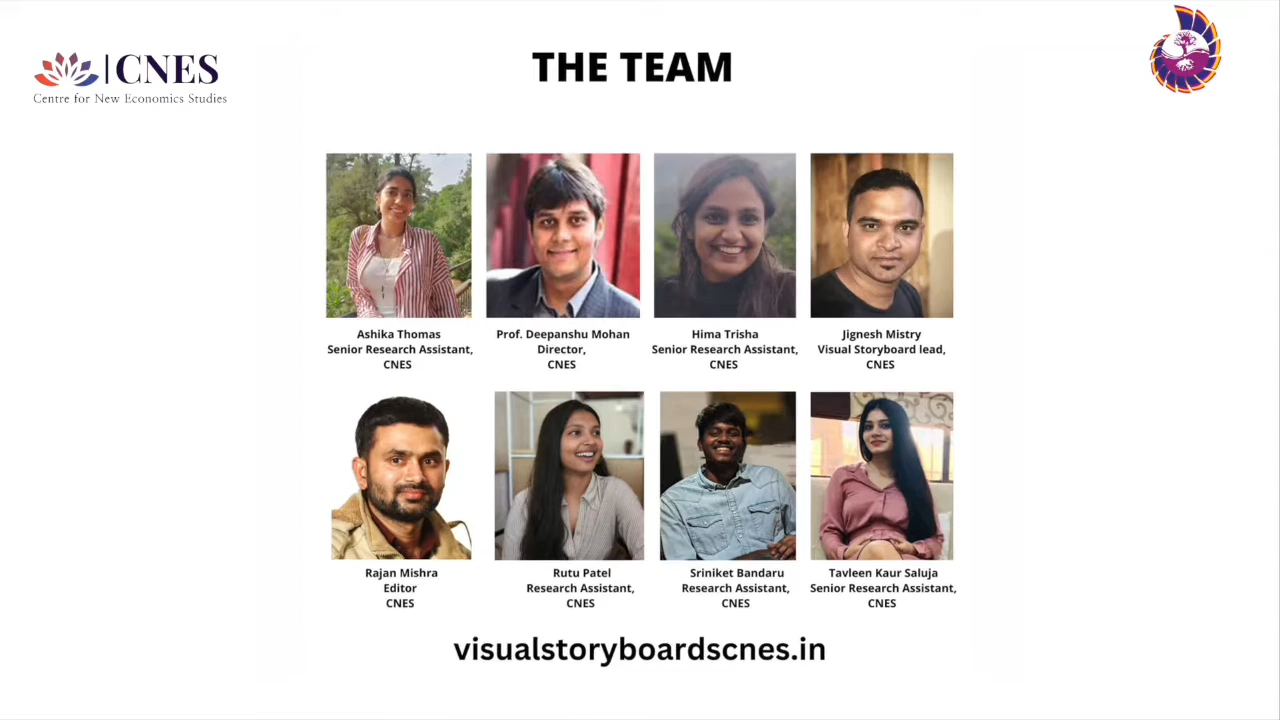 CNES
Centre for New Economics Studies
THE TEAM
Ashika Thomas
Senior Research Assistant,
CNES
Prof. Deepanshu Mohan
Director,
CNES
Hima Trisha
Senior Research Assistant,
CNES
Jignesh Mistry
Visual Storyboard lead,
CNES
Rajan Mishra
Editor
CNES
Rutu Patel
Research Assistant,
CNES
Sriniket Bandaru
Research Assistant,
CNES
Tavleen Kaur Saluja
Senior Research Assistant,
CNES
visualstoryboardscnes.in